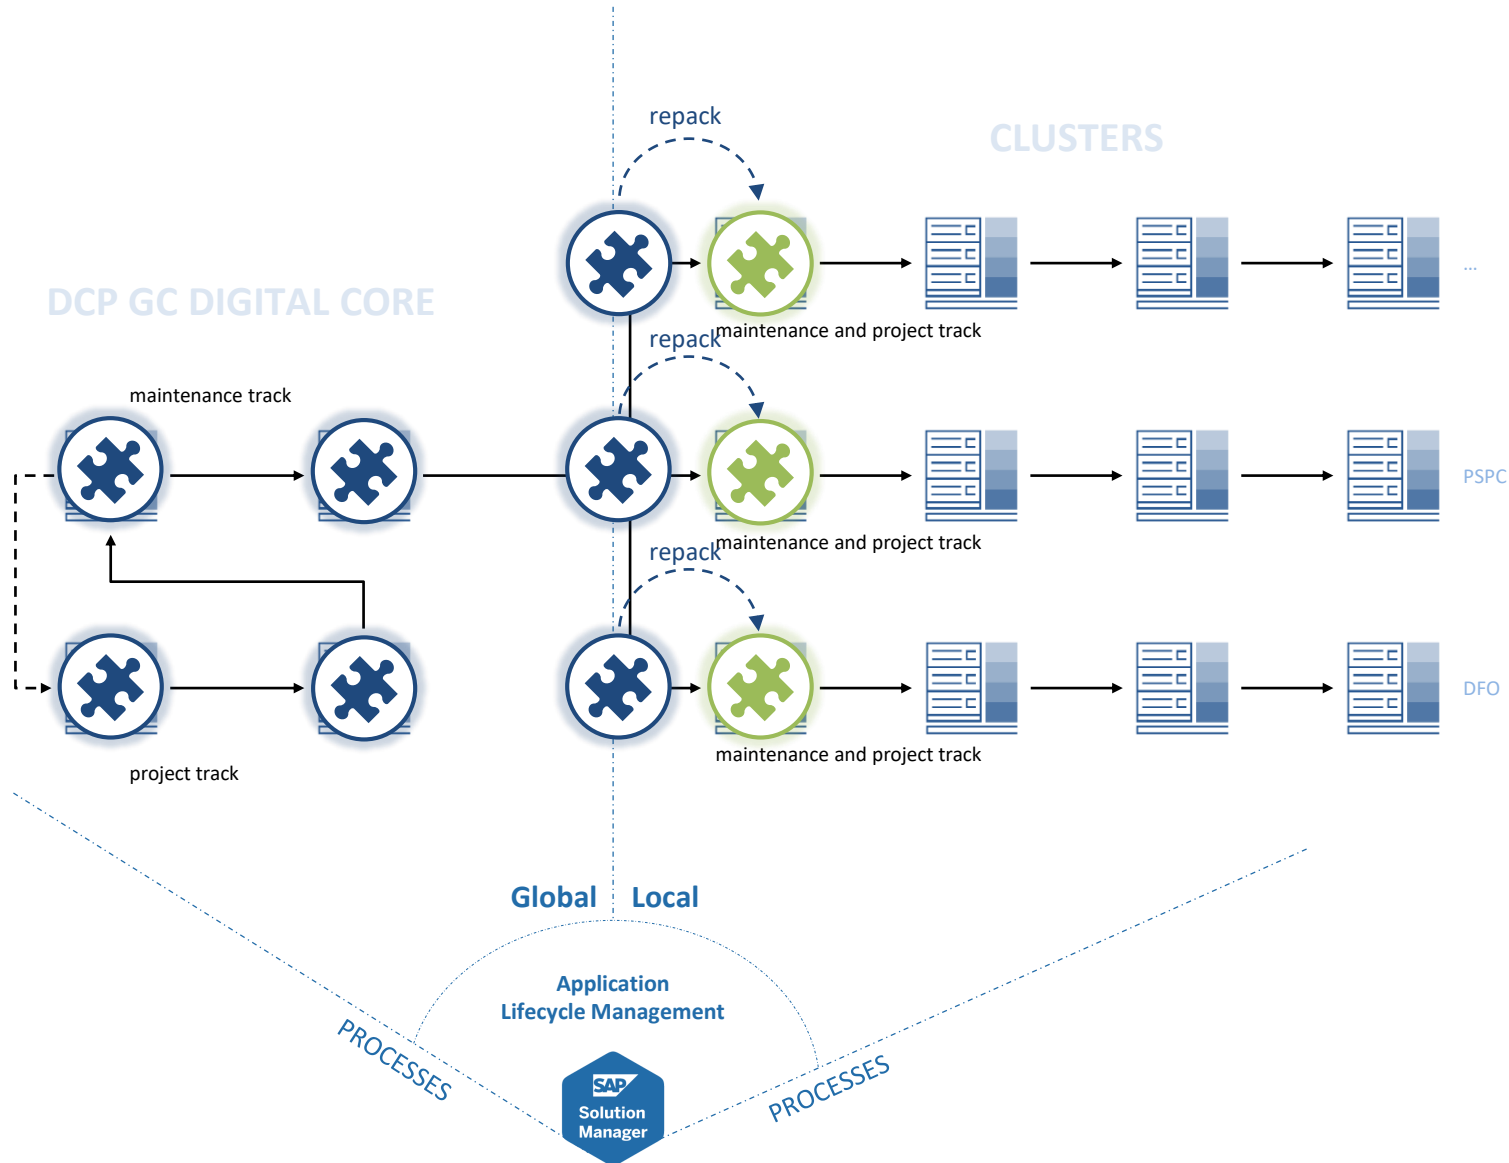 repack
CLUSTERS
...
DCP GC DIGITAL CORE
repack
maintenance and project track
maintenance track
PSPC
repack
maintenance and project track
DFO
maintenance and project track
project track
Global
Local
Application
Lifecycle Management
PROCESSES
PROCESSES
SAP
Solution
Manager